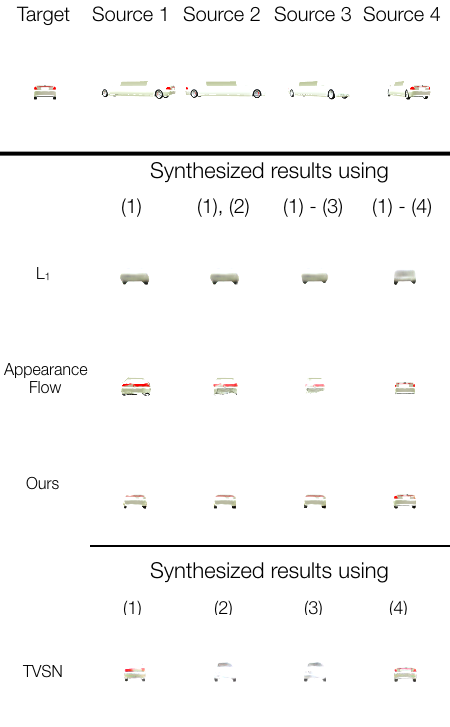 Target Source 1 Source 2 Source 3 Source 4
Synthesized results using
(1) (1), (2) (1) - (3) (1) - (4)
L₁
Appearance
Flow
Ours
Synthesized results using
(1) (2) (3) (4)
TVSN